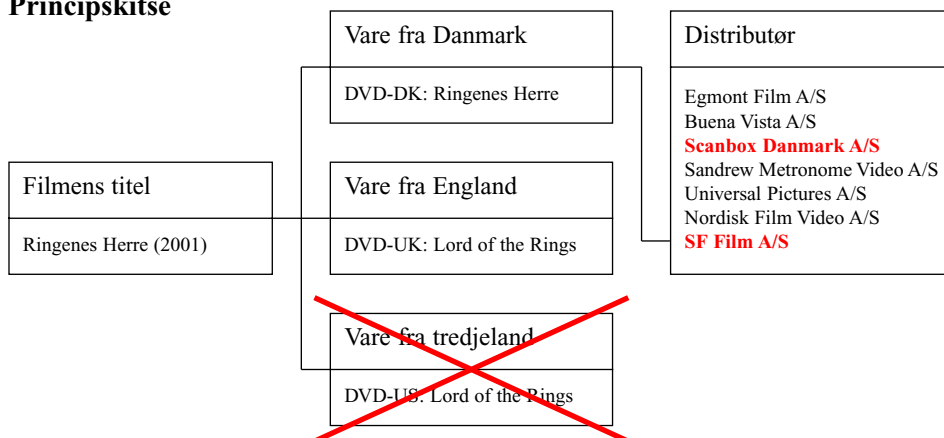 Principskitse
Filmens titel
Ringenes Herre (2001)
Vare fra Danmark
DVD-DK: Ringenes Herre
Vare fra England
DVD-UK: Lord of the Rings
Vare fra tredjeland
DVD-US: Lord of the Rings
Distributør
Egmont Film A/S
Buena Vista A/S
Scanbox Danmark A/S
Sandrew Metronome Video A/S
Universal Pictures A/S
Nordisk Film Video A/S
SF Film A/S